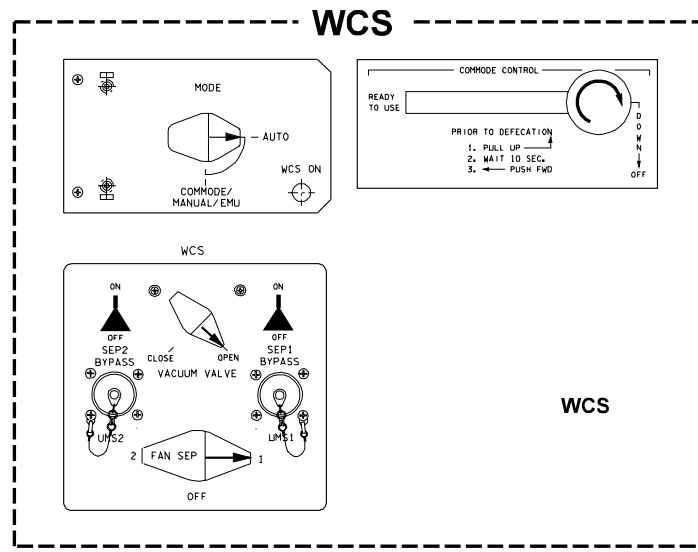 WCS
MODE
AUTO
WCS ON
COMMODE/
MANUAL/EMU
COMMODE CONTROL
READY
TO USE
PRIOR TO DEFECATION
1. PULL UP
2. WAIT 10 SEC.
3. PUSH FWD
DOWN
OFF
WCS
ON
OFF
SEP2
BYPASS
CLOSE
OPEN
VACUUM VALVE
ON
OFF
SEP1
BYPASS
UMS2
UMS1
2 FAN SEP 1
OFF
WCS